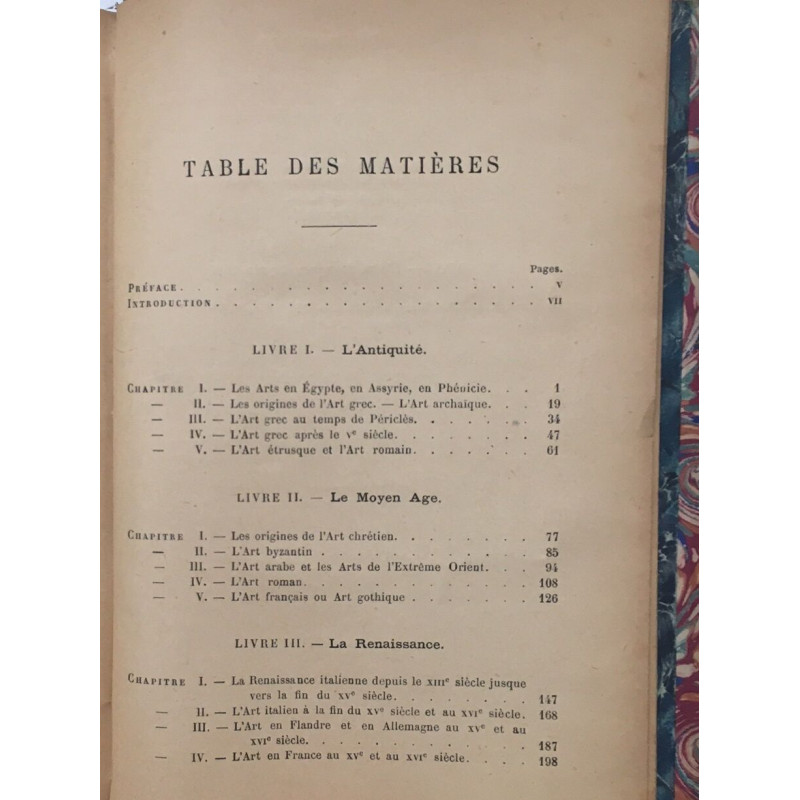 TABLE DES MATIÈRES
Pages.
PRÉFACE . . . . . . . . . . . . . . . . . . . . V
INTRODUCTION . . . . . . . . . . . . . . . . . . VII
LIVRE I. — L'Antiquité.
CHAPITRE I. — Les Arts en Égypte, en Assyrie, en Phénicie. . . 1
— II. — Les origines de l'Art grec. — L'Art archaïque. . . 19
— III. — L'Art grec au temps de Périclès. . . . . . . 34
— IV. — L'Art grec après le Ve siècle. . . . . . . . 47
— V. — L'Art étrusque et l'Art romain. . . . . . . 61
LIVRE II. — Le Moyen Age.
CHAPITRE I. — Les origines de l'Art chrétien. . . . . . . . 77
— II. — L'Art byzantin . . . . . . . . . . . . 85
— III. — L'Art arabe et les Arts de l'Extrême Orient. . . 94
— IV. — L'Art roman. . . . . . . . . . . . . 108
— V. — L'Art français ou Art gothique . . . . . . . 126
LIVRE III. — La Renaissance.
CHAPITRE I. — La Renaissance italienne depuis le XIIIe siècle jusque
vers la fin du XVe siècle. . . . . . . . . 147
— II. — L'Art italien à la fin du XVe siècle et au XVIe siècle. 168
— III. — L'Art en Flandre et en Allemagne au XVe et au
XVIe siècle. . . . . . . . . . . . . . 187
— IV. — L'Art en France au XVe et au XVIe siècle. . . . 198